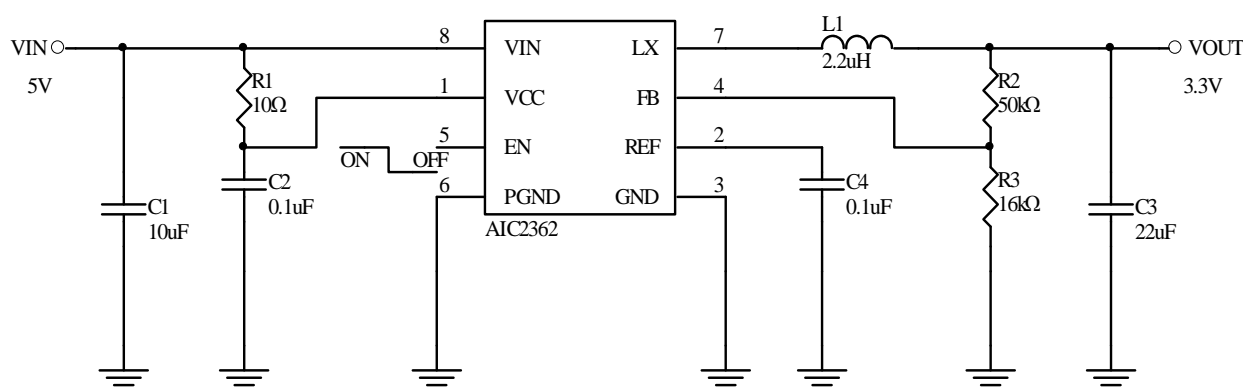 VIN
5V
R1
10Ω
C1
10uF
C2
0.1uF
ON
OFF
8
1
5
6
VIN
VCC
EN
PGND
LX
FB
REF
GND
AIC2362
7
4
2
3
L1
2.2uH
C4
0.1uF
R2
50kΩ
R3
16kΩ
C3
22uF
VOUT
3.3V